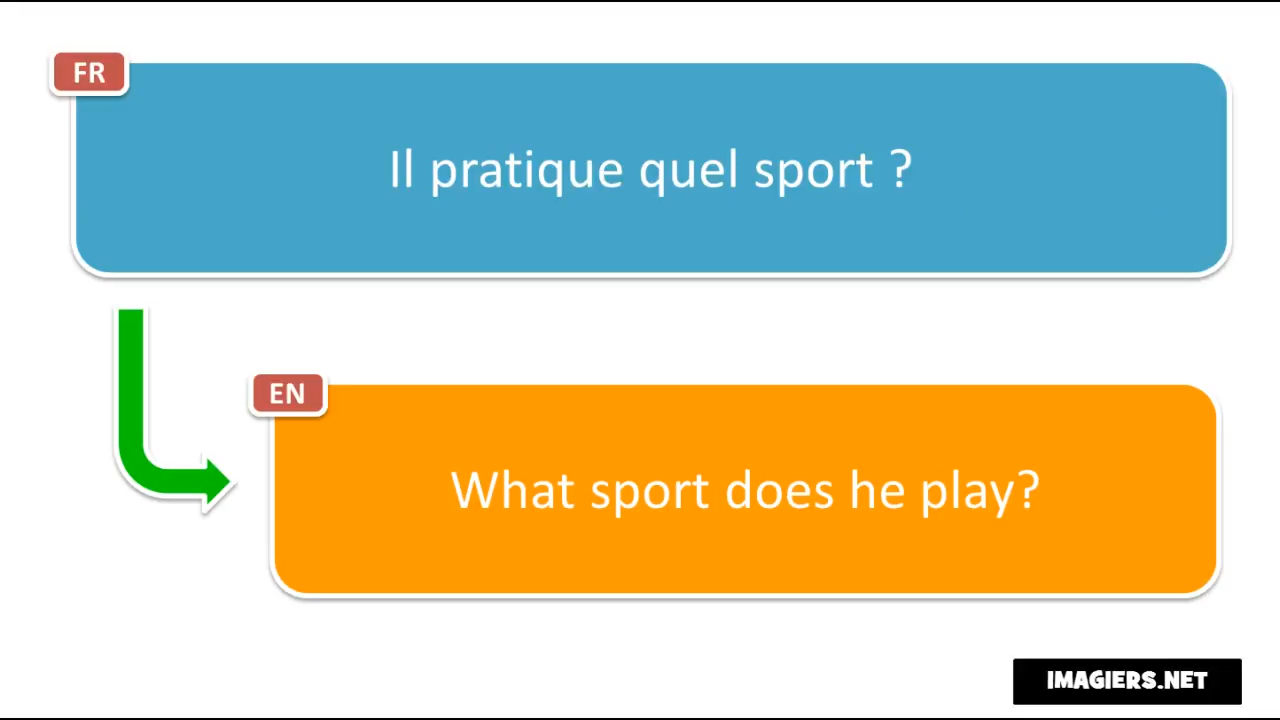 FR
Il pratique quel sport ?
EN
What sport does he play?
IMAGIERS.NET